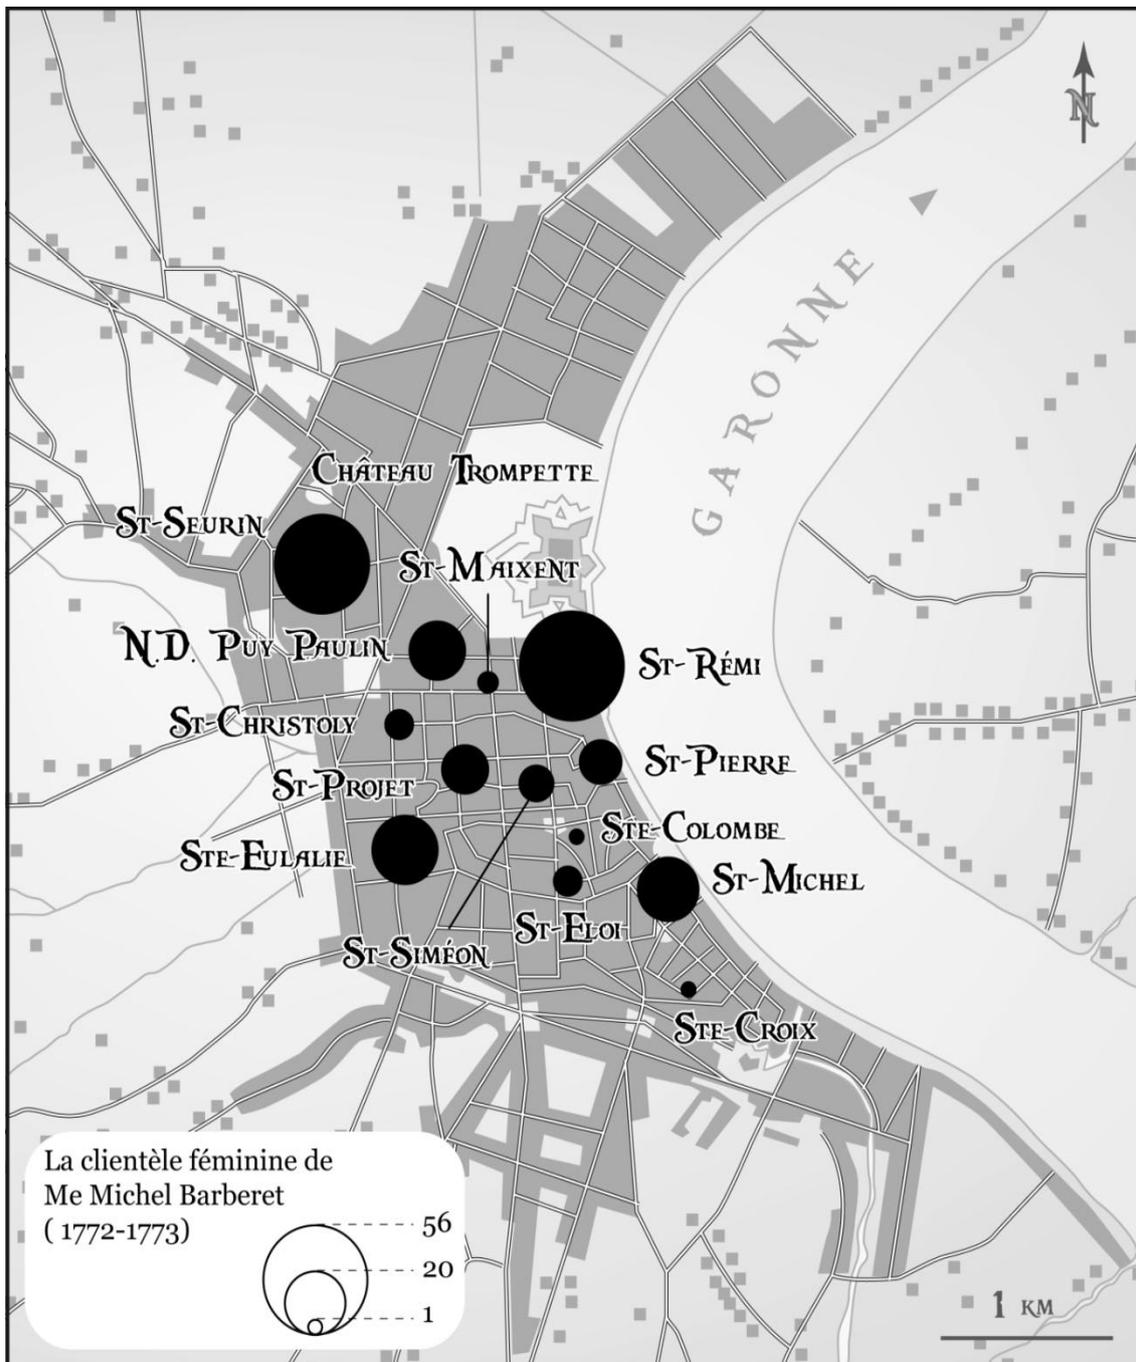 N
GARONNE
CHÂTEAU TROMPETTE
ST-SEURIN
ST-MAIXENT
N.D. PUY PAULIN
ST-RÉMI
ST-CHRISTOLY
ST-PIERRE
ST-PROJET
STE-COLOMBE
STE-EULALIE
ST-MICHEL
ST-ELOI
ST-SIMÉON
STE-CROIX
La clientèle féminine de
Me Michel Barberet
( 1772-1773)
56
20
1
1 KM